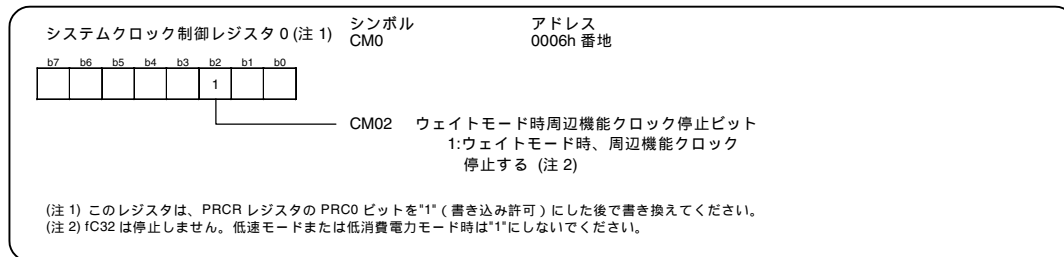 システムクロック制御レジスタ 0 (注 1) シンボル アドレス
CM0 0006h 番地
b7 b6 b5 b4 b3 b2 b1 b0
1
CM02 ウェイトモード時周辺機能クロック停止ビット
1:ウェイトモード時、周辺機能クロック
停止する (注 2)
(注 1) このレジスタは、PRCR レジスタの PRC0 ビットを"1" ( 書き込み許可 ) にした後で書き換えてください。
(注 2) fC32 は停止しません。低速モードまたは低消費電力モード時は"1"にしないでください。